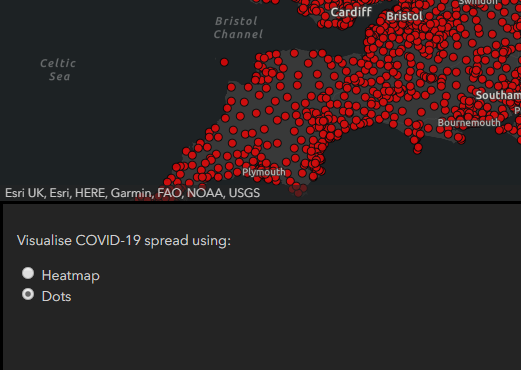 Swindon
Cardiff
Bristol
Bristol
Channel
Celtic
Sea
Southam
P
Bournemouth
Plymouth
Esri UK, Esri, HERE, Garmin, FAO, NOAA, USGS
Visualise COVID-19 spread using:
Heatmap
Dots